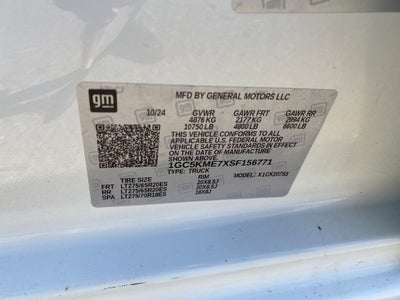 gm
MFD BY GENERAL MOTORS LLC
10/24 GVWR GAWR FRT GAWR RR
4876 KG 2177 KG 2994 KG
10750 LB 4800 LB 6600 LB
THIS VEHICLE CONFORMS TO ALL
APPLICABLE U.S. FEDERAL MOTOR
VEHICLE SAFETY STANDARDS IN
EFFECT ON THE DATE OF
MANUFACTURE SHOWN ABOVE.
1GC5KME7XSF156771
TYPE: TRUCK MODEL: K1CK20753
TIRE SIZE RIM
FRT LT275/65R20ES 20X8.5J
RR LT275/65R20ES 20X8.5J
SPA LT275/70R18ES 18X8J